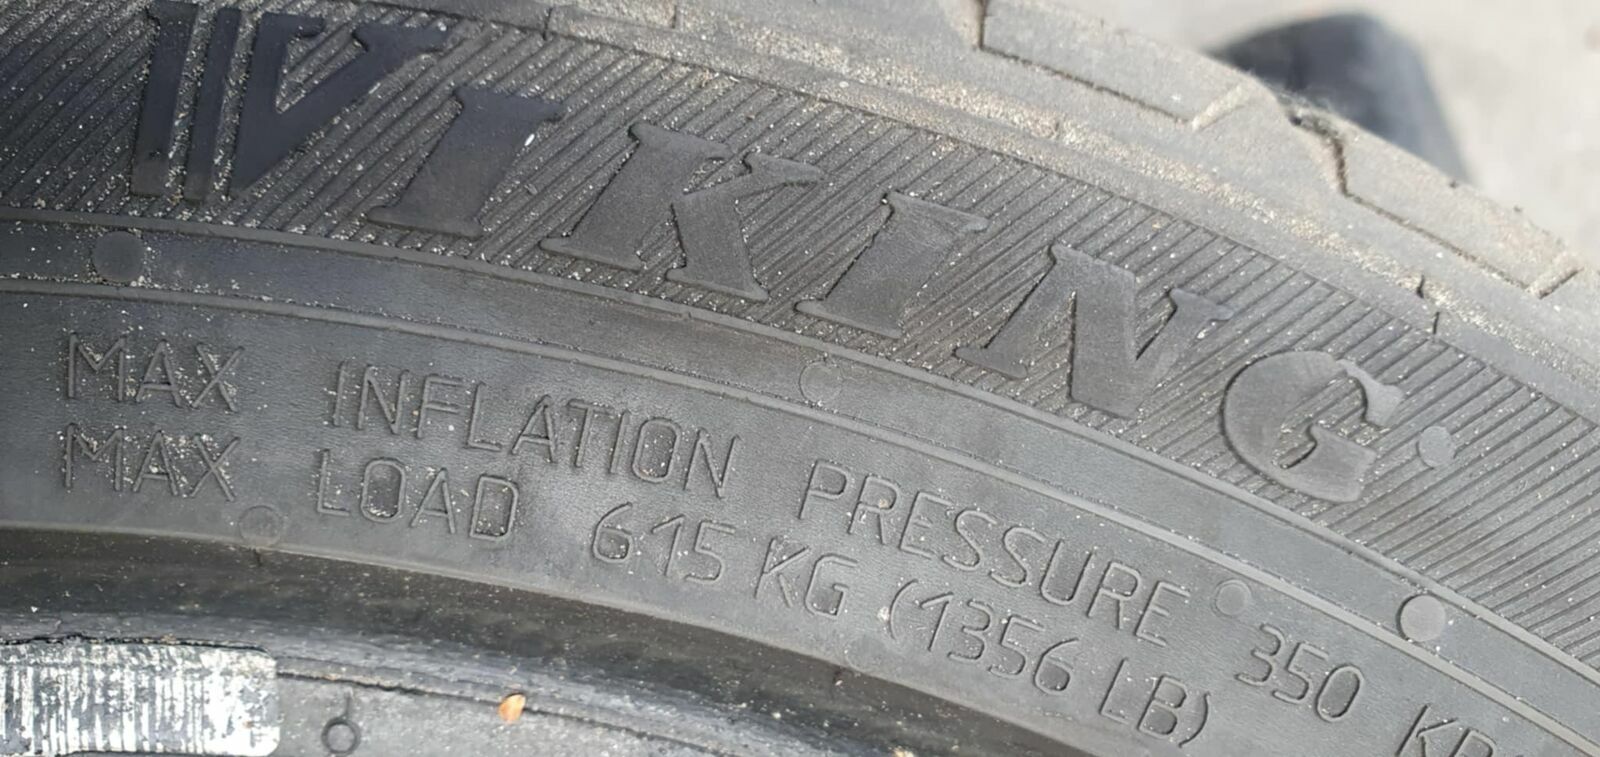 VIKING
MAX INFLATION PRESSURE 350
MAX LOAD 615 KG (1356 LB)